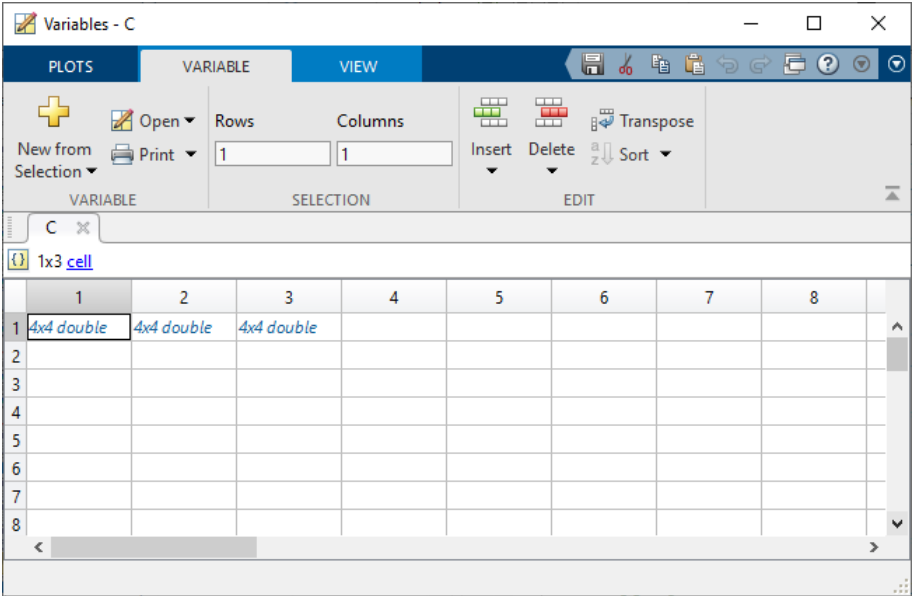 Variables - C
PLOTS VARIABLE VIEW
New from Selection
Open
Print
VARIABLE
Rows Columns
1 1
SELECTION
Insert Delete
Transpose
Sort
EDIT
C
{} 1x3 cell
1 2 3 4 5 6 7 8
1 4x4 double 4x4 double 4x4 double
2
3
4
5
6
7
8